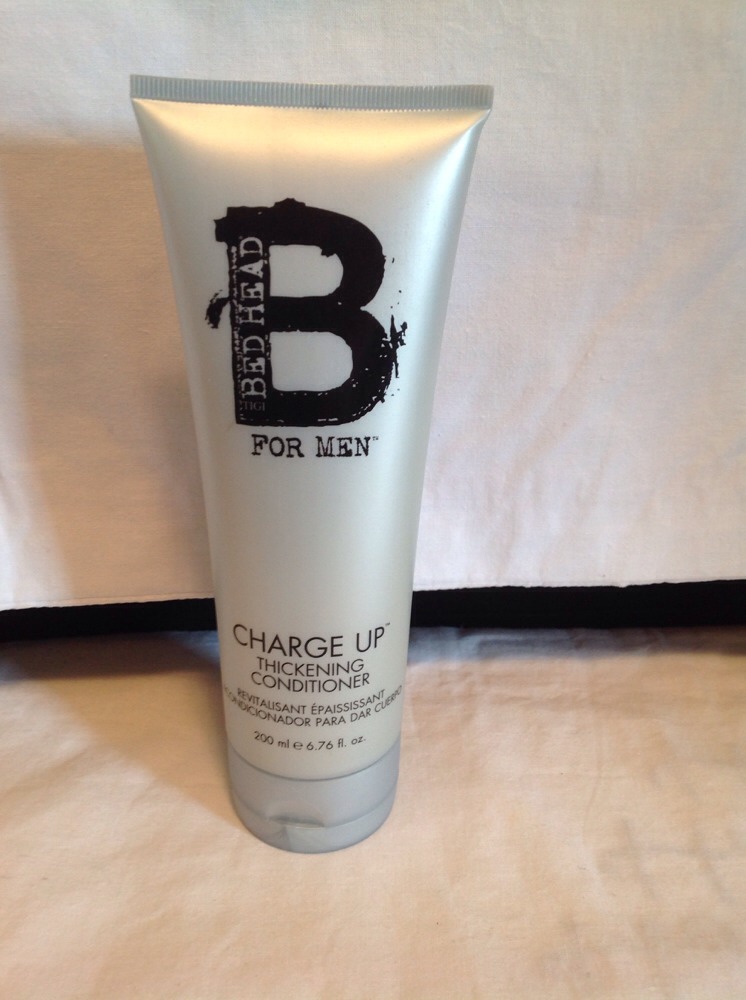 B
TIGI BED HEAD
FOR MEN™
CHARGE UP™
THICKENING
CONDITIONER
REVITALISANT ÉPAISSISSANT
CONDICIONADOR PARA DAR CUERPO
200 ml ℮ 6.76 fl. oz.